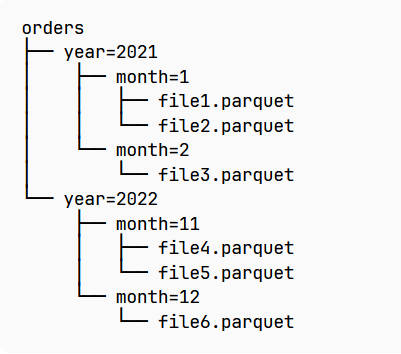 orders
├── year=2021
│   ├── month=1
│   │   ├── file1.parquet
│   │   └── file2.parquet
│   └── month=2
│       └── file3.parquet
└── year=2022
    ├── month=11
    │   ├── file4.parquet
    │   └── file5.parquet
    └── month=12
        └── file6.parquet